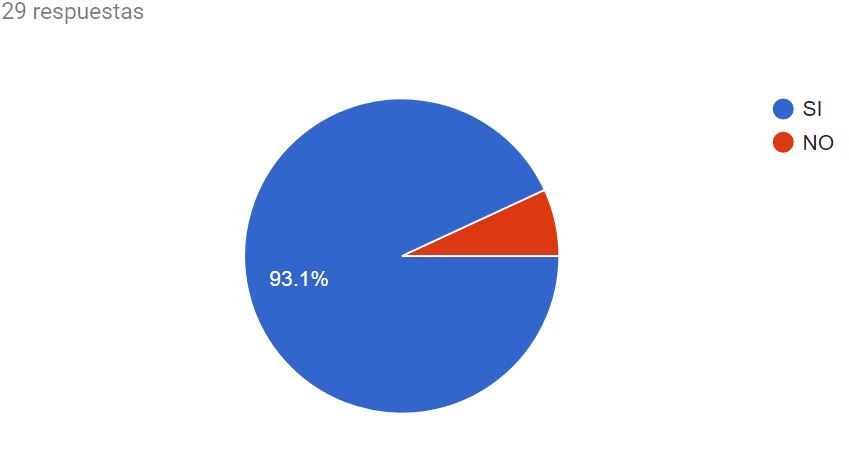 29 respuestas
SI
NO
93.1%